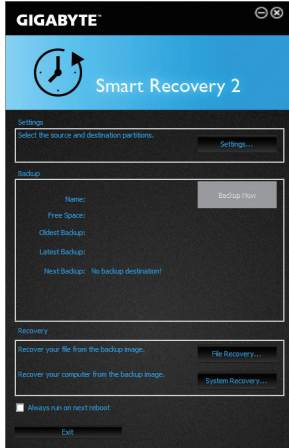 GIGABYTE™
Smart Recovery 2
Settings
Select the source and destination partitions.
Settings...
Backup
Name:
Backup Now
Free Space:
Oldest Backup:
Latest Backup:
Next Backup: No backup destination!
Recovery
Recover your file from the backup image.
File Recovery...
Recover your computer from the backup image.
System Recovery...
Always run on next reboot
Exit